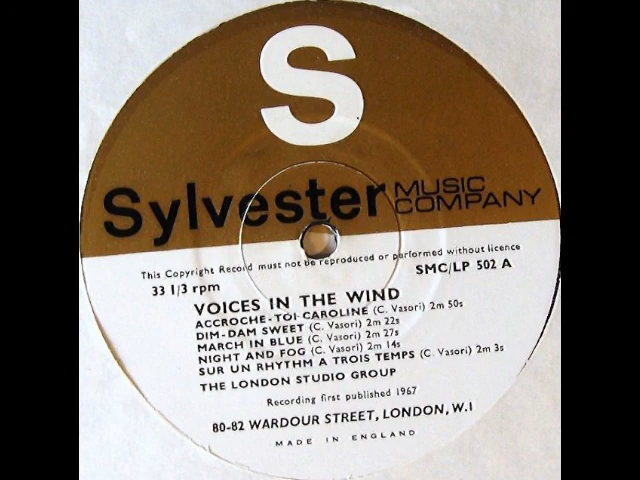 S
Sylvester MUSIC COMPANY
This Copyright Record must not be reproduced or performed without licence
33 1/3 rpm
SMC/LP 502 A
VOICES IN THE WIND
ACCROCHE-TOI CAROLINE (C. Vasori) 2m 50s
DIM-DAM SWEET (C. Vasori) 2m 22s
MARCH IN BLUE (C. Vasori) 2m 27s
NIGHT AND FOG (C. Vasori) 2m 14s
SUR UN RHYTHM A TROIS TEMPS (C. Vasori) 2m 3s
THE LONDON STUDIO GROUP
Recording first published 1967
80-82 WARDOUR STREET, LONDON, W.I
MADE IN ENGLAND